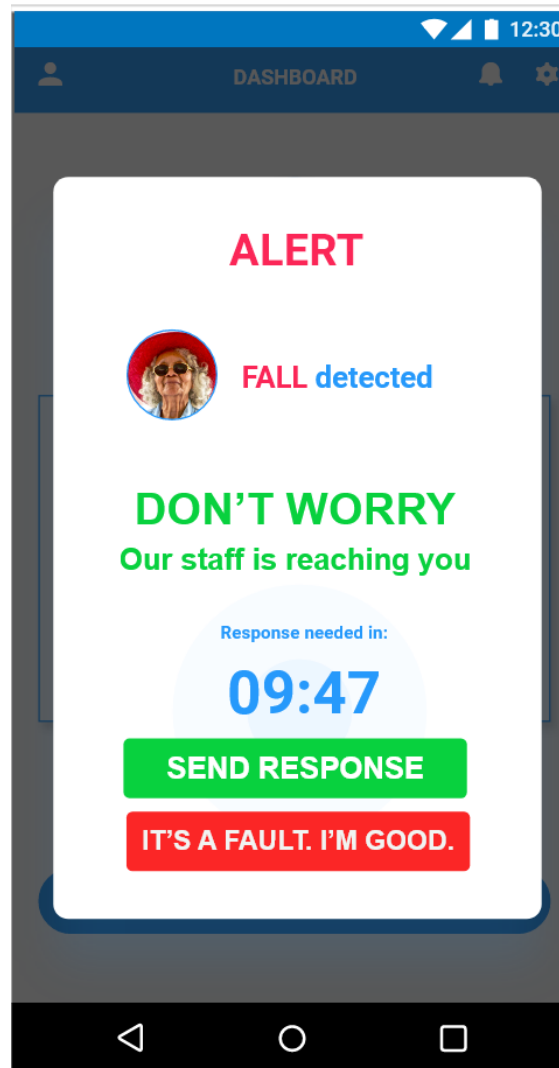 12:30
DASHBOARD
ALERT
FALL detected
DON’T WORRY
Our staff is reaching you
Response needed in:
09:47
SEND RESPONSE
IT’S A FAULT. I’M GOOD.